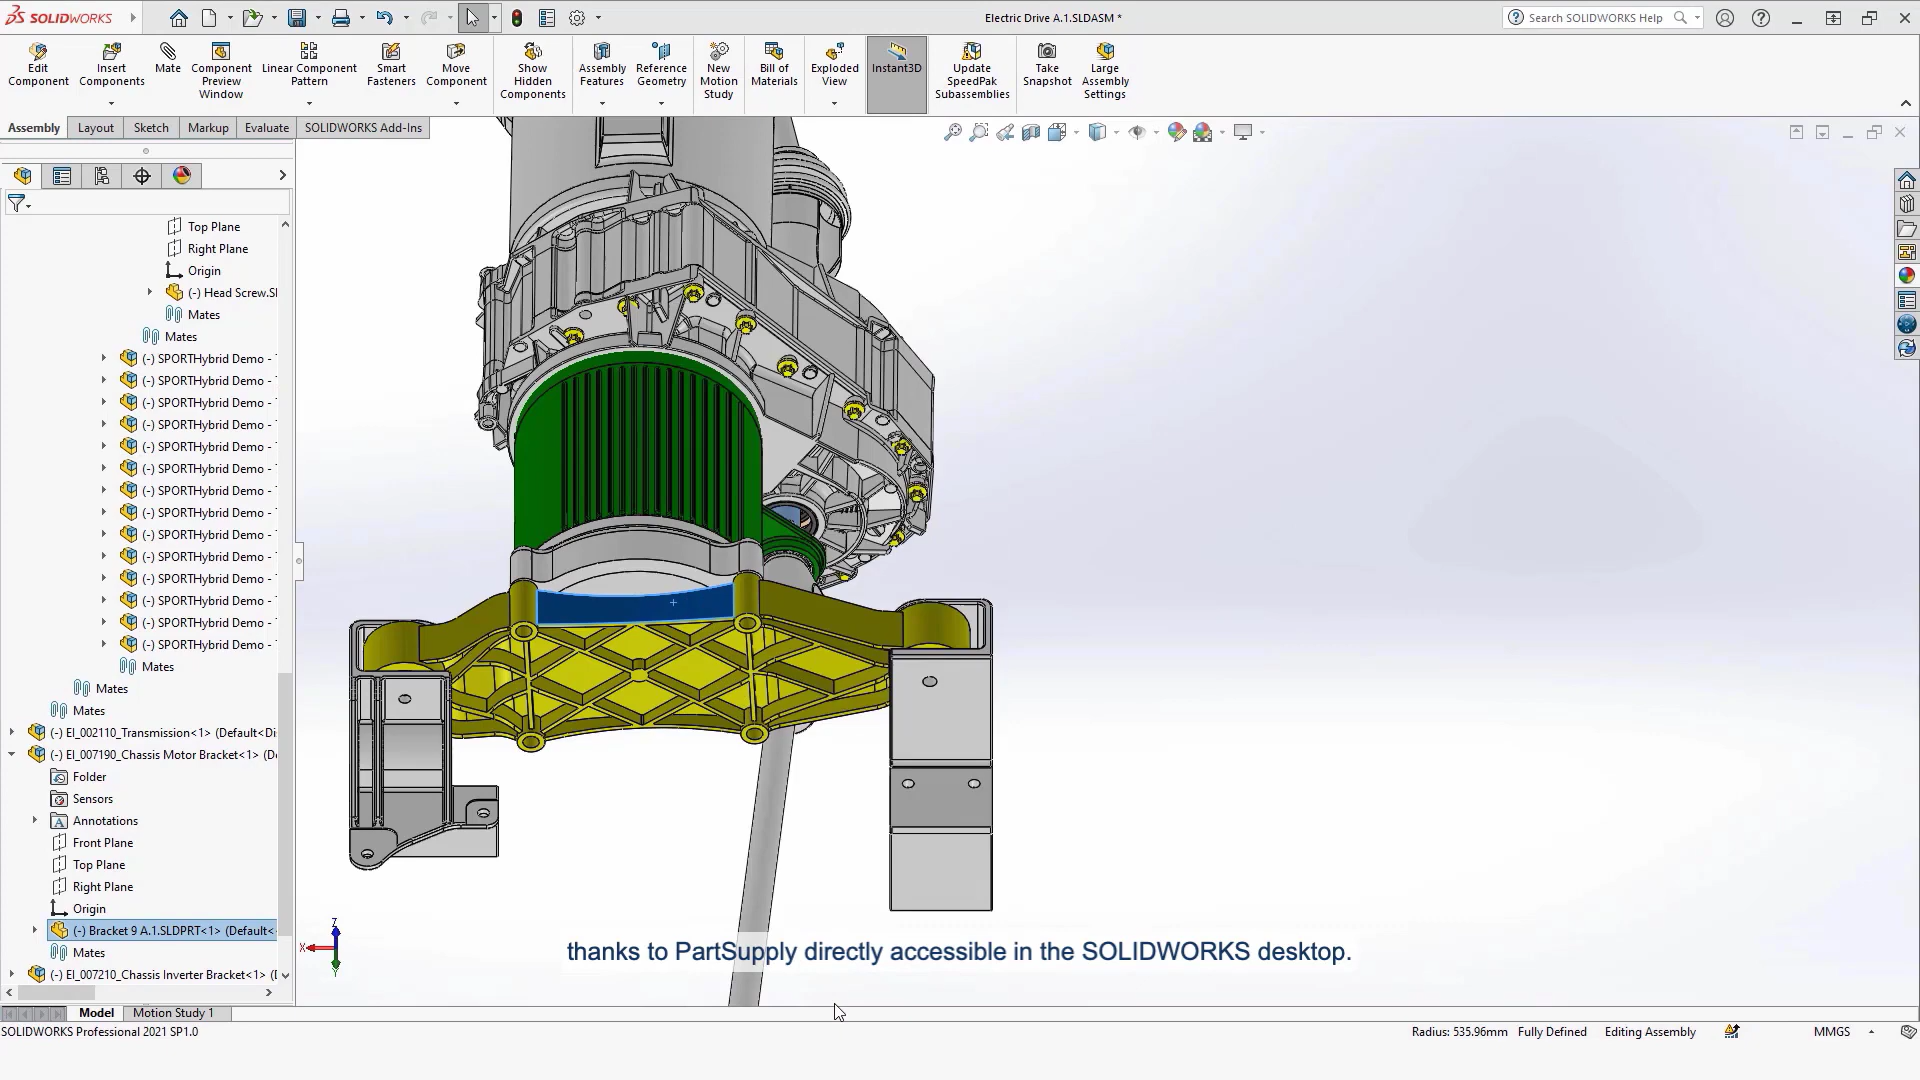 SOLIDWORKS
Electric Drive A.1.SLDASM *
Search SOLIDWORKS Help
Edit Component
Insert Components
Mate
Component Preview Window
Linear Component Pattern
Smart Fasteners
Move Component
Show Hidden Components
Assembly Features
Reference Geometry
New Motion Study
Bill of Materials
Exploded View
Instant3D
Update SpeedPak Subassemblies
Take Snapshot
Large Assembly Settings
Assembly
Layout
Sketch
Markup
Evaluate
SOLIDWORKS Add-Ins
Top Plane
Right Plane
Origin
(-) Head Screw.Sl
Mates
Mates
(-) SPORTHybrid Demo -
(-) SPORTHybrid Demo -
(-) SPORTHybrid Demo -
(-) SPORTHybrid Demo -
(-) SPORTHybrid Demo -
(-) SPORTHybrid Demo -
(-) SPORTHybrid Demo -
(-) SPORTHybrid Demo -
(-) SPORTHybrid Demo -
(-) SPORTHybrid Demo -
(-) SPORTHybrid Demo -
(-) SPORTHybrid Demo -
(-) SPORTHybrid Demo -
(-) SPORTHybrid Demo -
Mates
Mates
Mates
(-) EI_002110_Transmission<1> (Default<Di
(-) EI_007190_Chassis Motor Bracket<1> (D
Folder
Sensors
Annotations
Front Plane
Top Plane
Right Plane
Origin
(-) Bracket 9 A.1.SLDPRT<1> (Default<
Mates
(-) EI_007210_Chassis Inverter Bracket<1> (
Z
X
Y
thanks to PartSupply directly accessible in the SOLIDWORKS desktop.
Model
Motion Study 1
SOLIDWORKS Professional 2021 SP1.0
Radius: 535.96mm
Fully Defined
Editing Assembly
MMGS